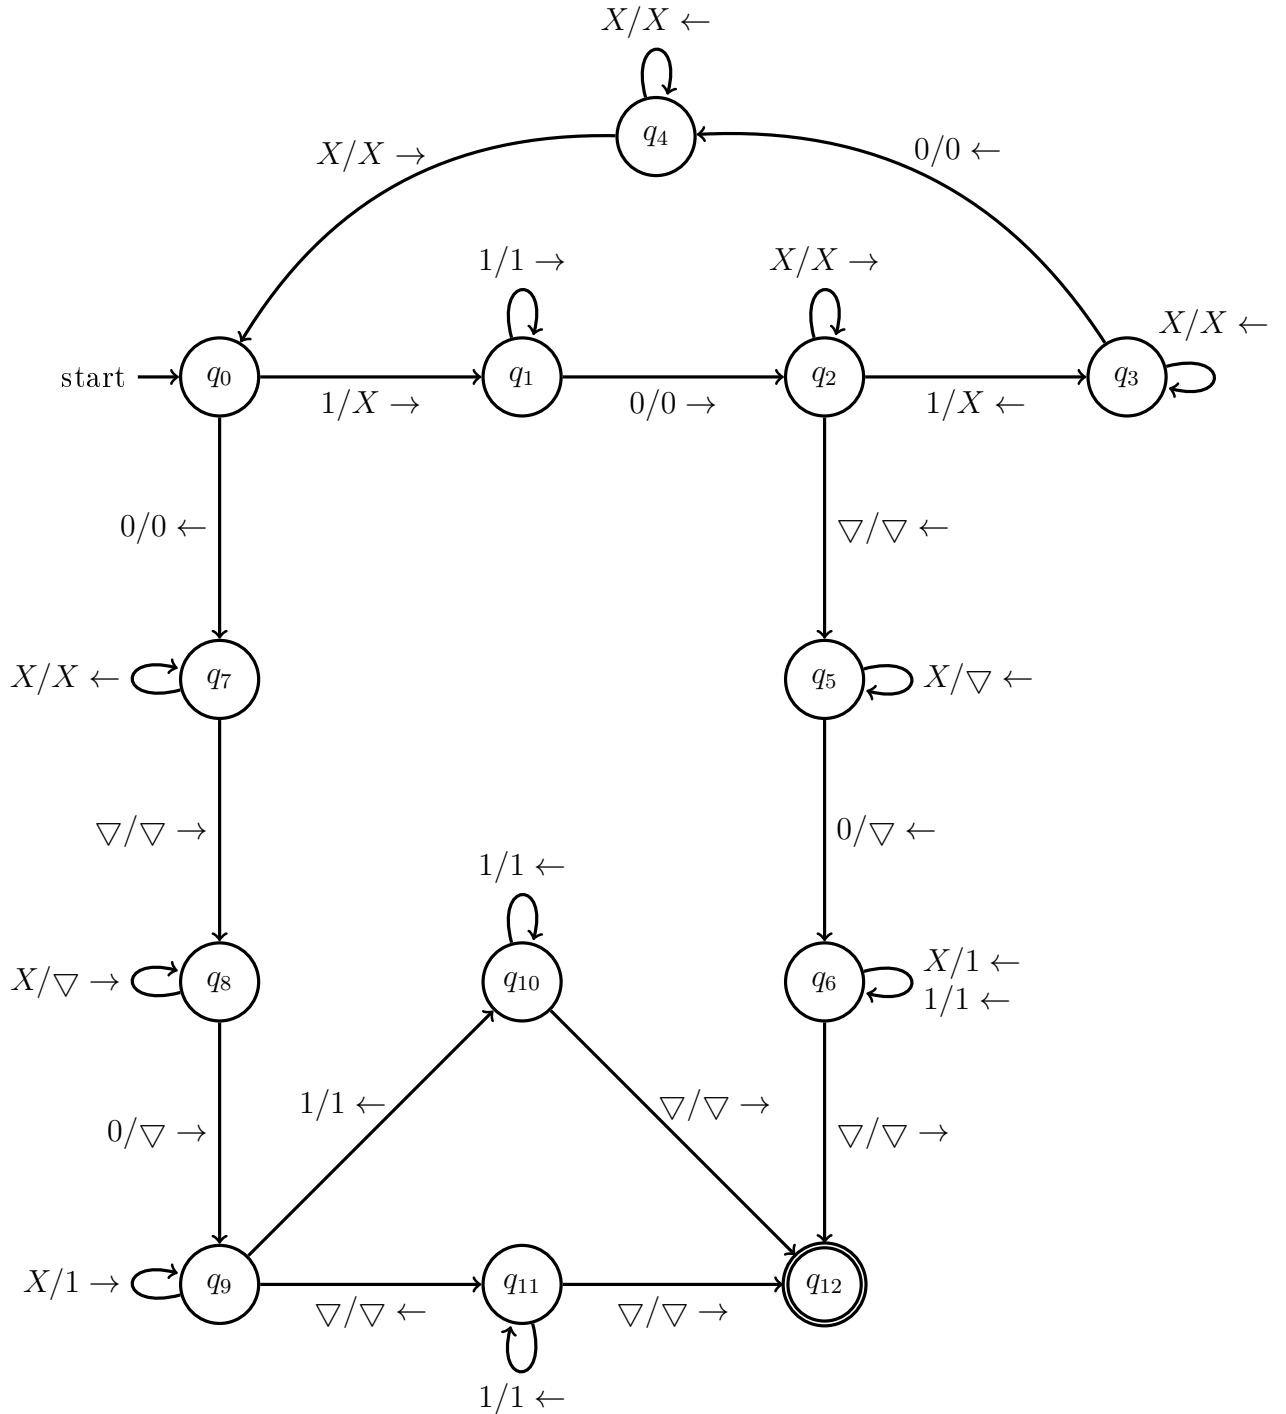 X/X ←
q4
X/X →
0/0 ←
1/1 →
X/X →
X/X ←
start
q0
q1
q2
q3
1/X →
0/0 →
1/X ←
0/0 ←
▽/▽ ←
X/X ←
q7
q5
X/▽ ←
▽/▽ →
0/▽ ←
1/1 ←
X/▽ →
q8
q10
q6
X/1 ←
1/1 ←
1/1 ←
▽/▽ →
0/▽ →
▽/▽ →
X/1 →
q9
q11
q12
▽/▽ ←
▽/▽ →
1/1 ←